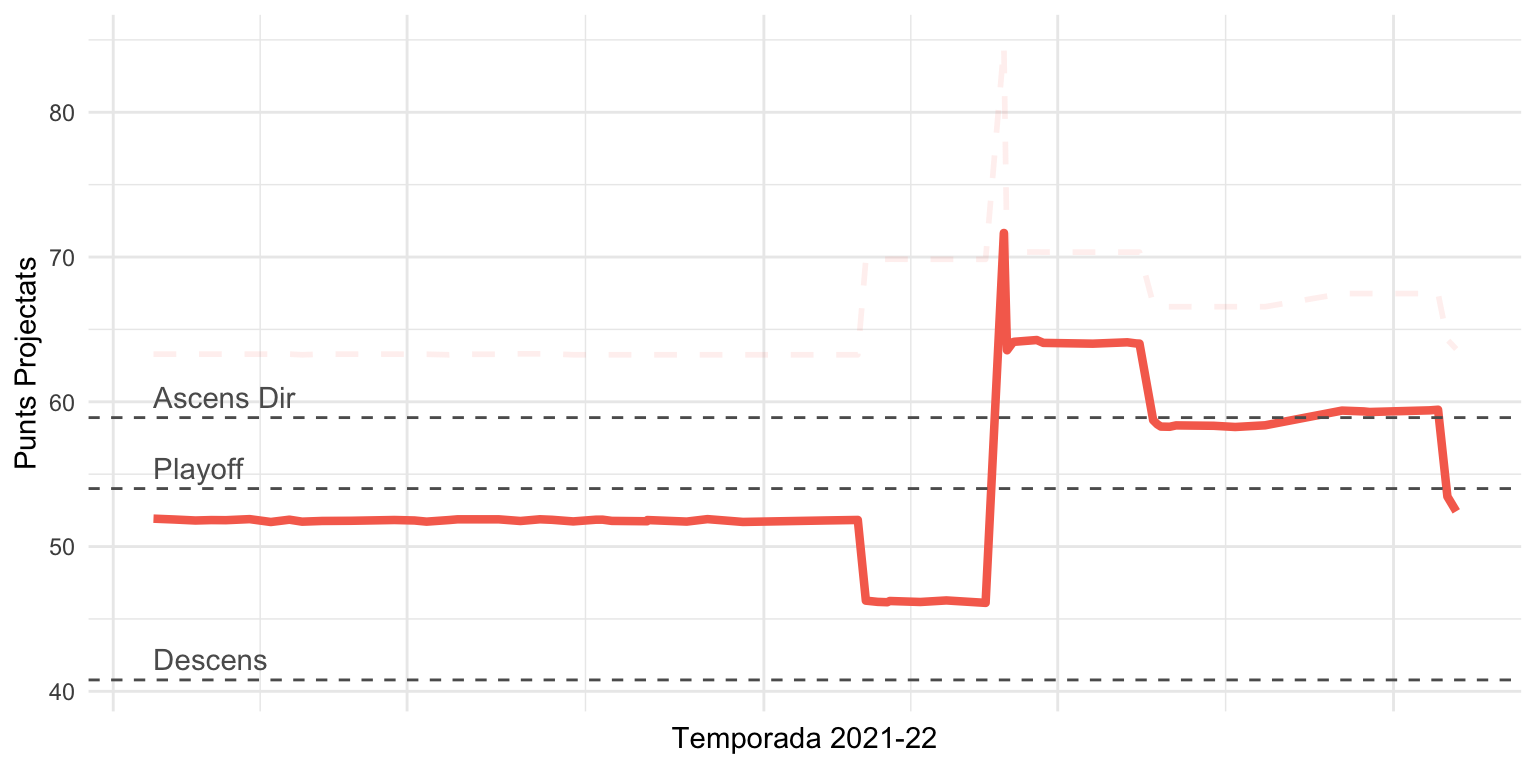 80
70
60
50
40
Punts Projectats
Ascens Dir
Playoff
Descens
Temporada 2021-22